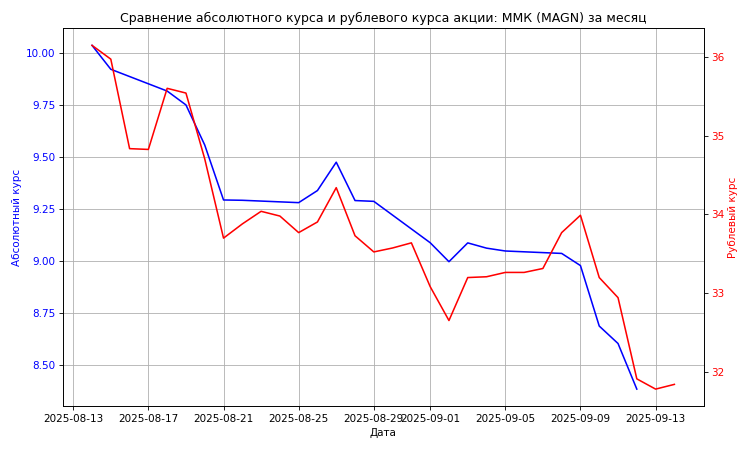 Сравнение абсолютного курса и рублевого курса акции: ММК (MAGN) за месяц
10.00
9.75
9.50
9.25
9.00
8.75
8.50
Абсолютный курс
36
35
34
33
32
Рублевый курс
2025-08-13 2025-08-17 2025-08-21 2025-08-25 2025-08-29 2025-09-01 2025-09-05 2025-09-09 2025-09-13
Дата